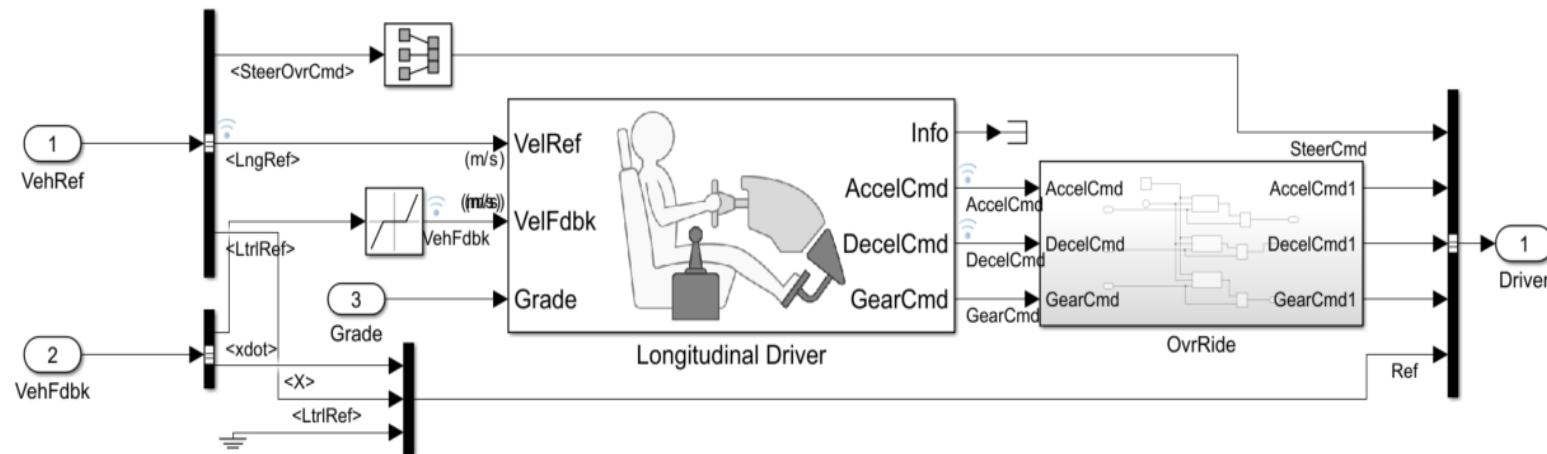 <SteerOvrCmd>
1
VehRef
<LngRef>
(m/s)
VelRef
Info
SteerCmd
AccelCmd
AccelCmd
AccelCmd
AccelCmd1
VehFdbk
VelFdbk
<LtrlRef>
DecelCmd
DecelCmd
DecelCmd
DecelCmd1
1
Driver
3
Grade
Grade
GearCmd
GearCmd
GearCmd
GearCmd1
OvrRide
Longitudinal Driver
2
VehFdbk
<xdot>
<X>
<LtrlRef>
Ref